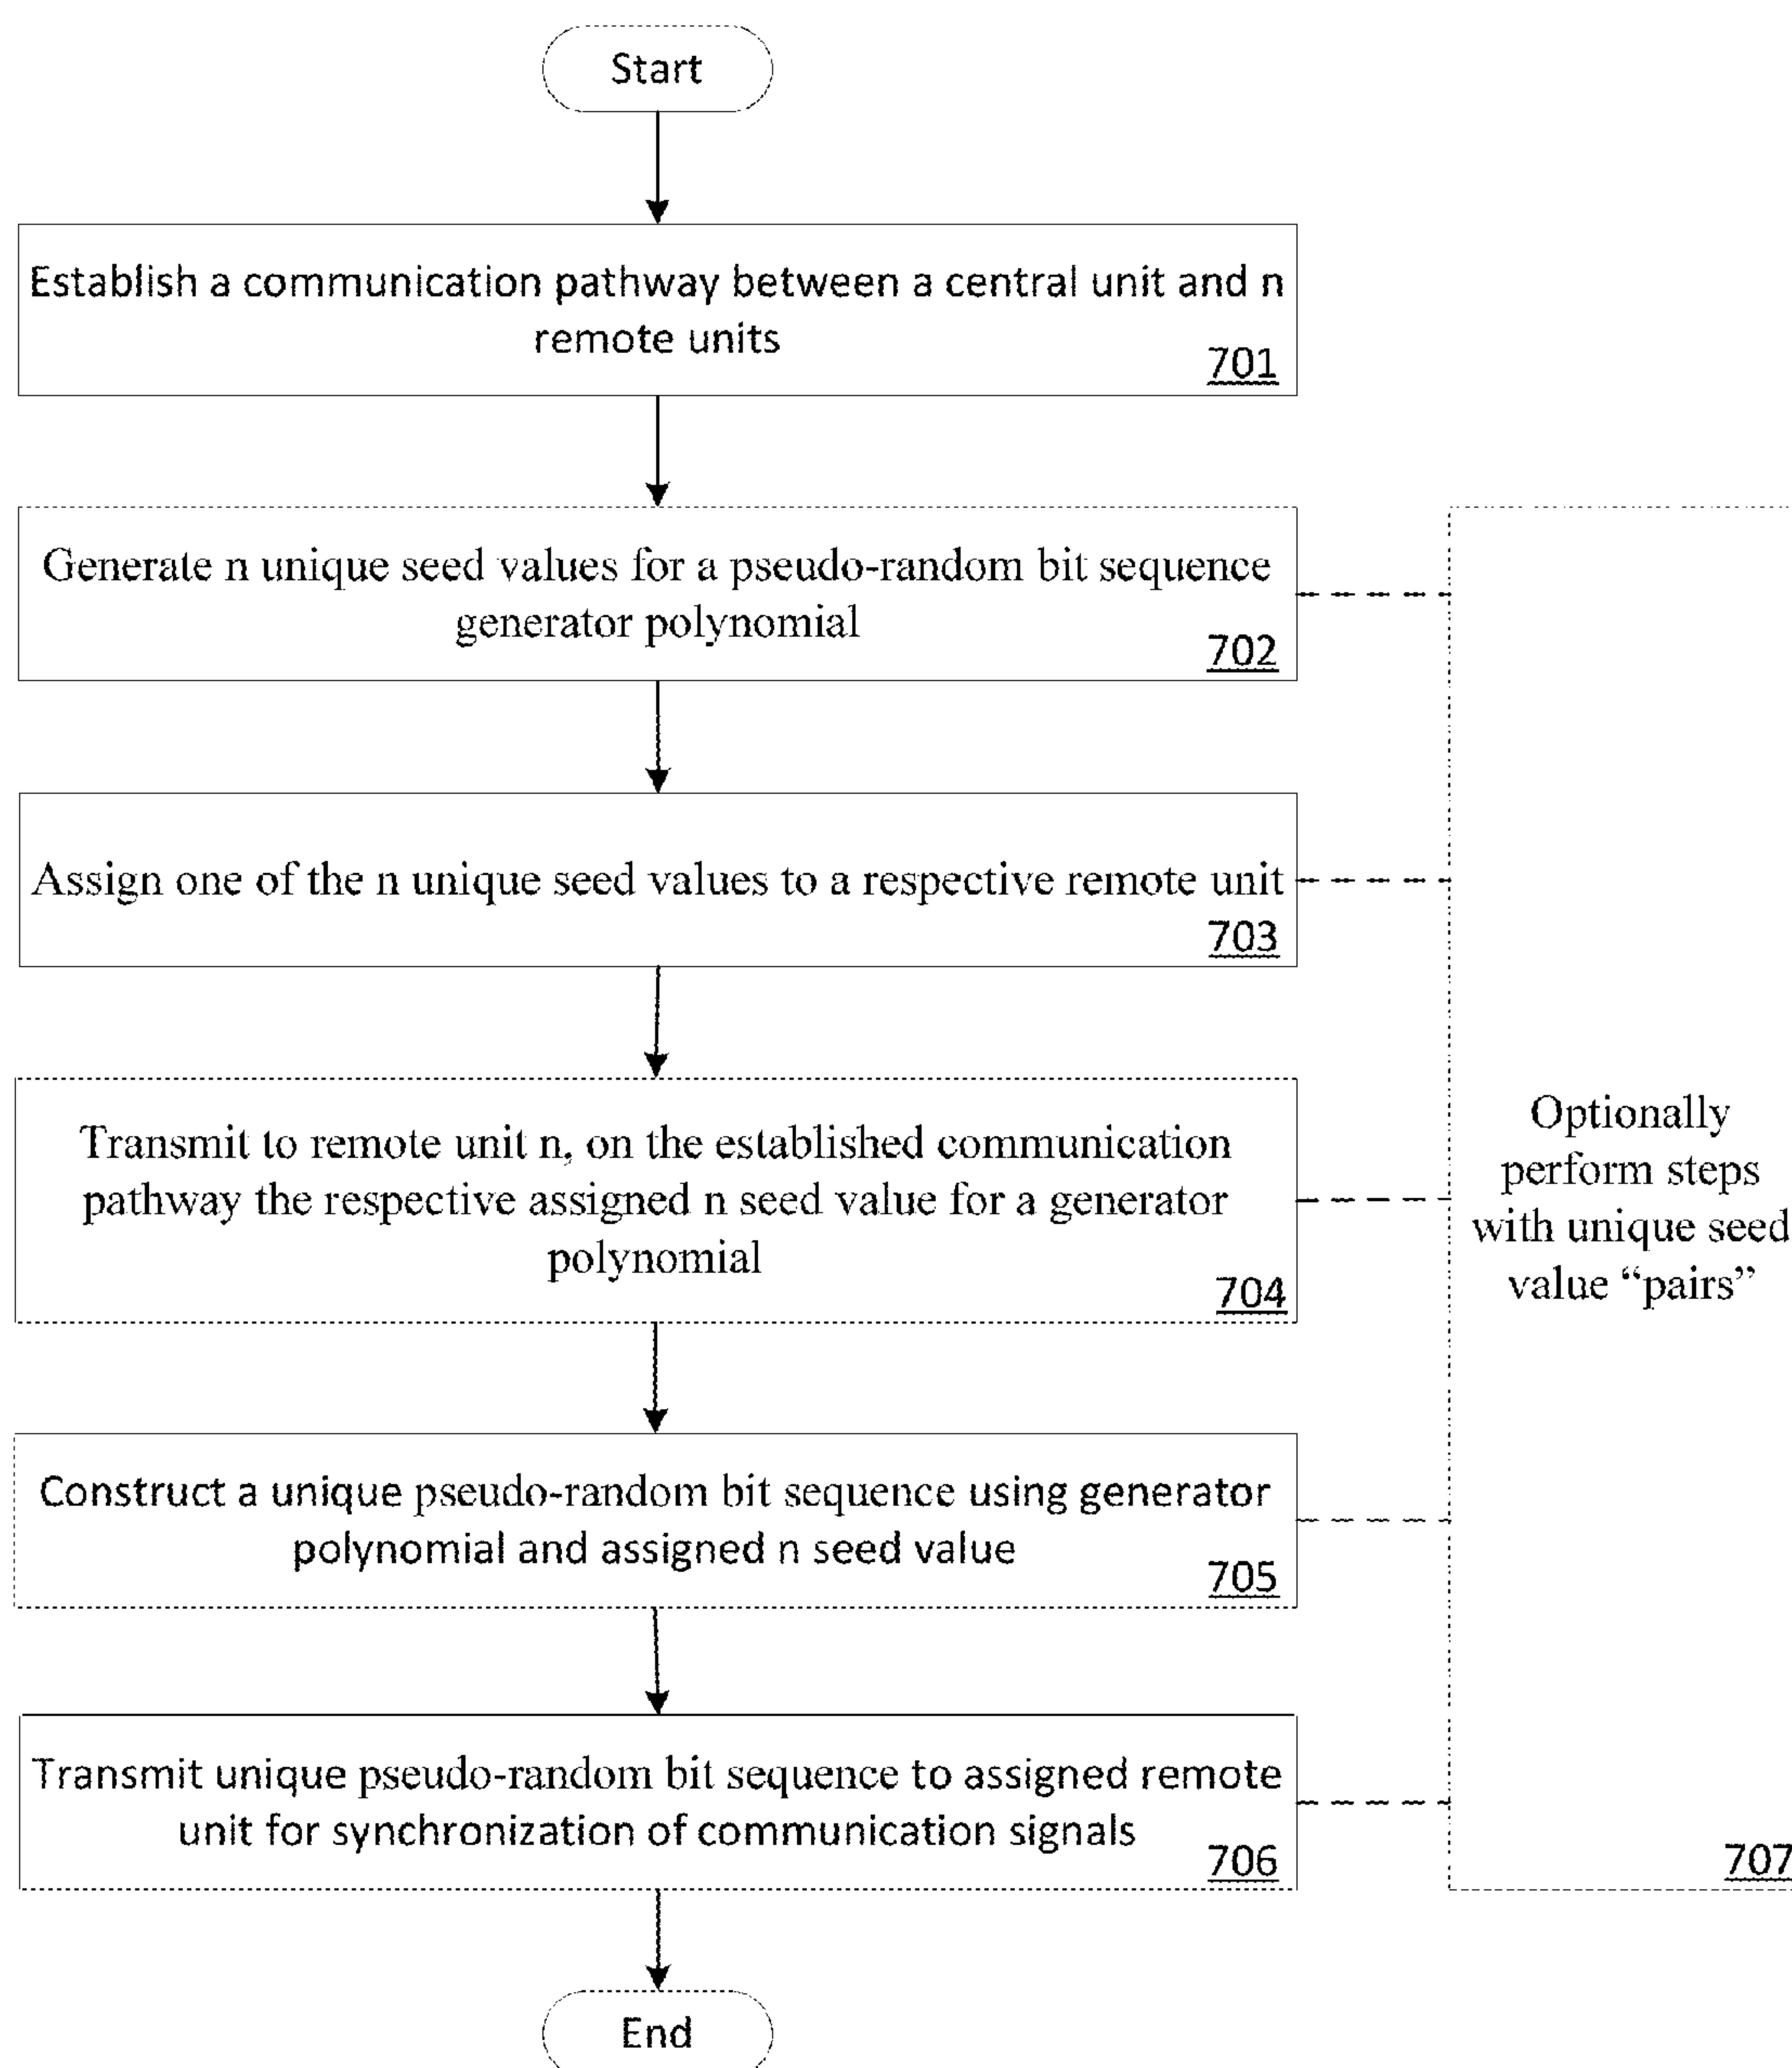 Start
Establish a communication pathway between a central unit and n
remote units
701
Generate n unique seed values for a pseudo-random bit sequence
generator polynomial
702
Assign one of the n unique seed values to a respective remote unit
703
Transmit to remote unit n, on the established communication
pathway the respective assigned n seed value for a generator
polynomial
704
Construct a unique pseudo-random bit sequence using generator
polynomial and assigned n seed value
705
Transmit unique pseudo-random bit sequence to assigned remote
unit for synchronization of communication signals
706
End
Optionally
perform steps
with unique seed
value “pairs”
707